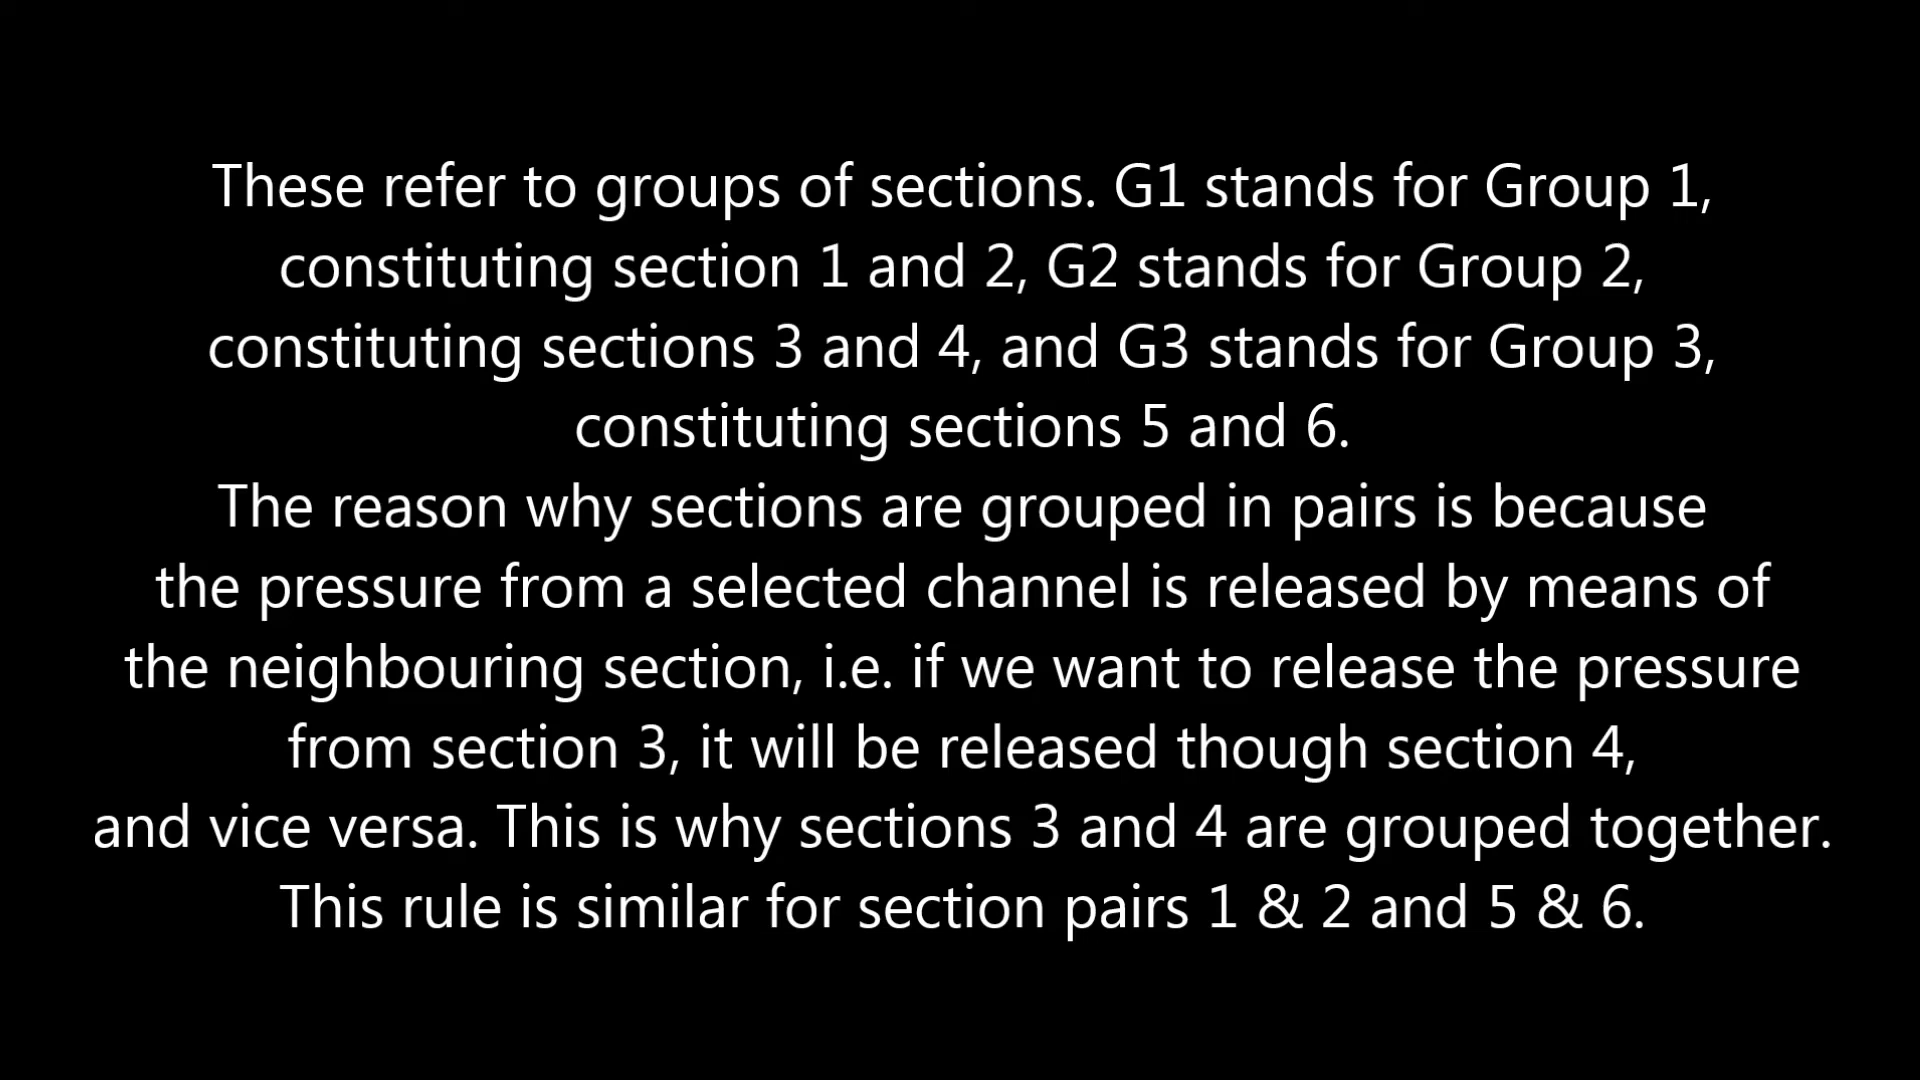 These refer to groups of sections. G1 stands for Group 1,
constituting section 1 and 2, G2 stands for Group 2,
constituting sections 3 and 4, and G3 stands for Group 3,
constituting sections 5 and 6.
The reason why sections are grouped in pairs is because
the pressure from a selected channel is released by means of
the neighbouring section, i.e. if we want to release the pressure
from section 3, it will be released though section 4,
and vice versa. This is why sections 3 and 4 are grouped together.
This rule is similar for section pairs 1 & 2 and 5 & 6.